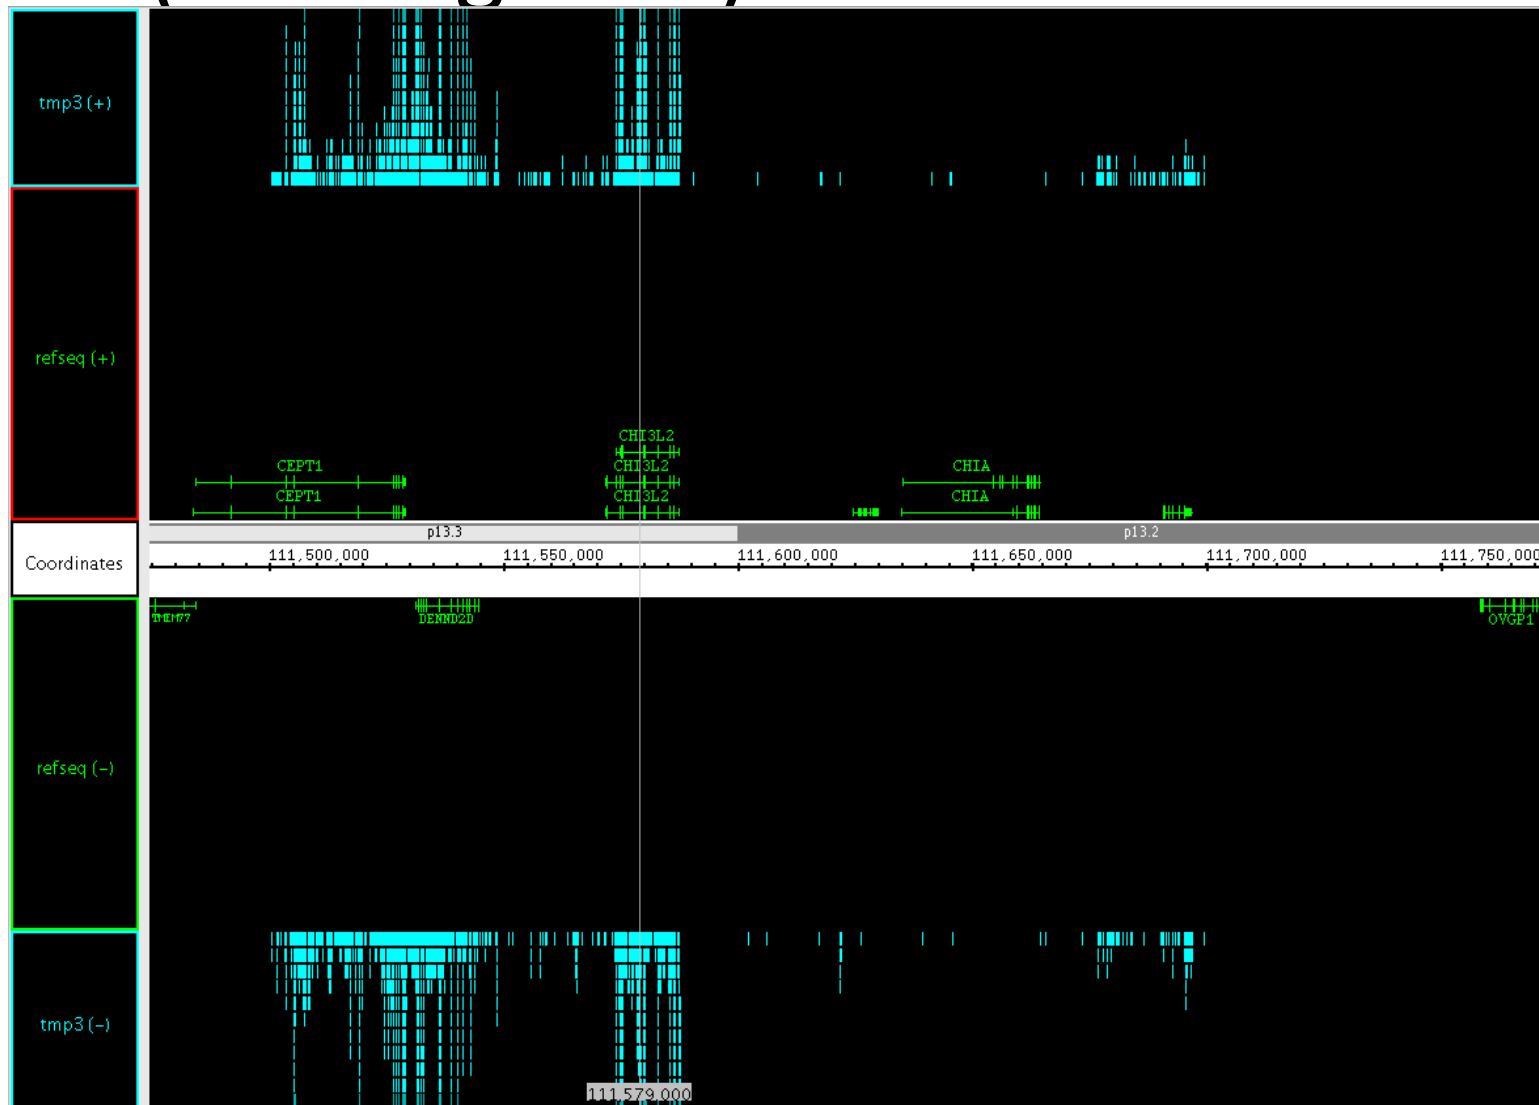 tmp3 (+)
refseq (+)
CHI3L2
CEPT1 CHI3L2 CHIA
CEPT1 CHI3L2 CHIA
p13.3 p13.2
Coordinates
111,500,000 111,550,000 111,600,000 111,650,000 111,700,000 111,750,000
TMEM77 DENND2D OVGP1
refseq (-)
tmp3 (-)
111,579,000